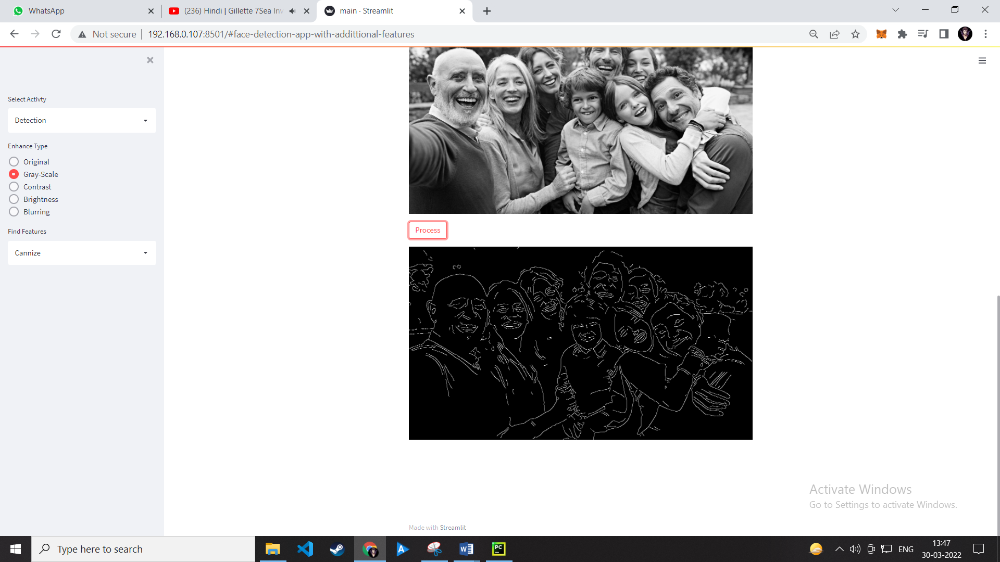 WhatsApp
(236) Hindi | Gillette 7Sea Inv
main · Streamlit
Not secure
192.168.0.107:8501/#face-detection-app-with-addittional-features
Select Activty
Detection
Enhance Type
Original
Gray-Scale
Contrast
Brightness
Blurring
Find Features
Cannize
Process
Activate Windows
Go to Settings to activate Windows.
Made with Streamlit
Type here to search
W
PC
ENG
13:47
30-03-2022